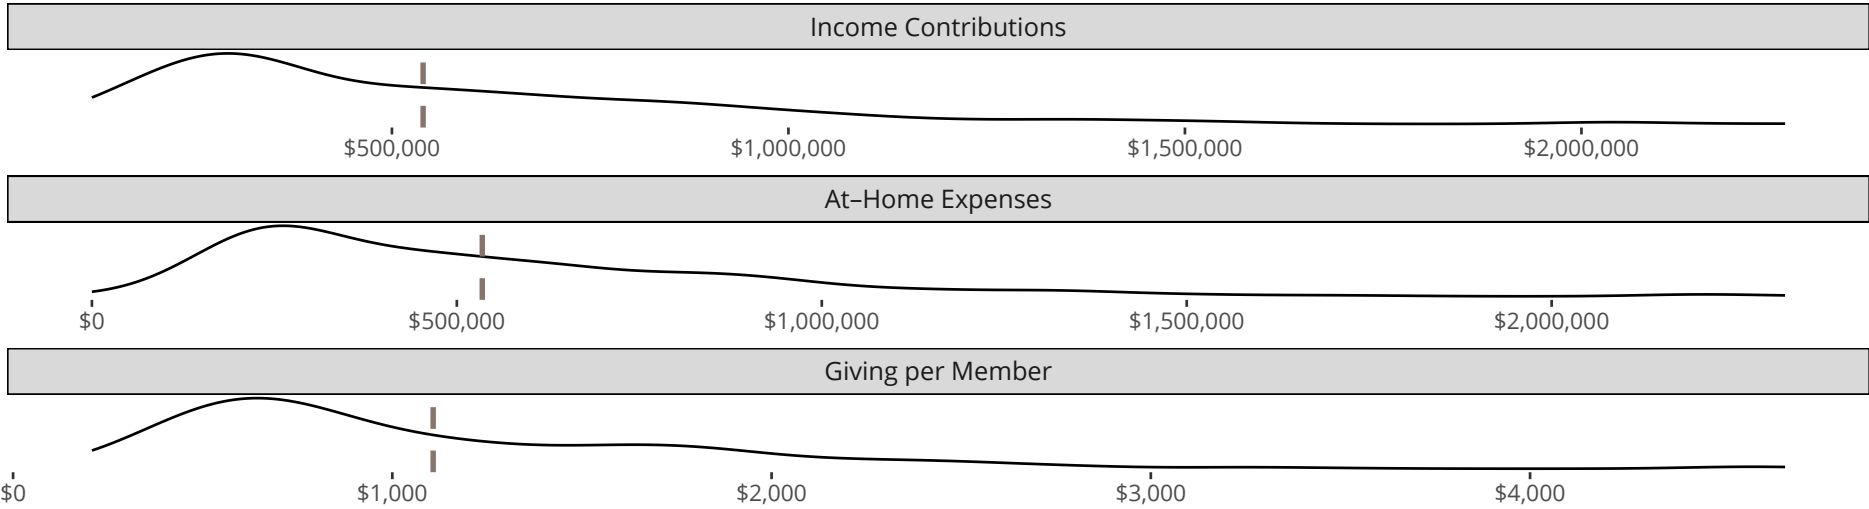 Income Contributions
$500,000 $1,000,000 $1,500,000 $2,000,000
At–Home Expenses
$0 $500,000 $1,000,000 $1,500,000 $2,000,000
Giving per Member
$0 $1,000 $2,000 $3,000 $4,000